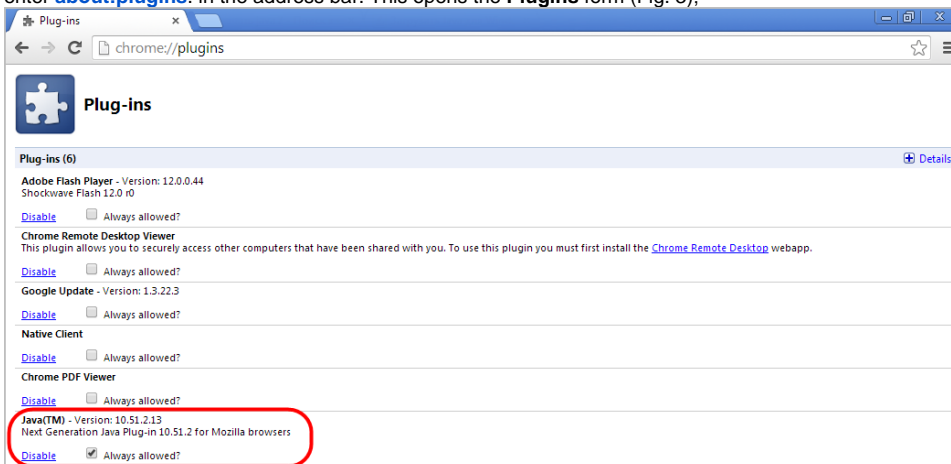 enter about:plugins. in the address bar. This opens the Plugins form (Fig. 3);
Plug-ins
chrome://plugins
Plug-ins
Plug-ins (6)
Details
Adobe Flash Player - Version: 12.0.0.44
Shockwave Flash 12.0 r0
Disable Always allowed?
Chrome Remote Desktop Viewer
This plugin allows you to securely access other computers that have been shared with you. To use this plugin you must first install the Chrome Remote Desktop webapp.
Disable Always allowed?
Google Update - Version: 1.3.22.3
Disable Always allowed?
Native Client
Disable Always allowed?
Chrome PDF Viewer
Disable Always allowed?
Java(TM) - Version: 10.51.2.13
Next Generation Java Plug-in 10.51.2 for Mozilla browsers
Disable Always allowed?